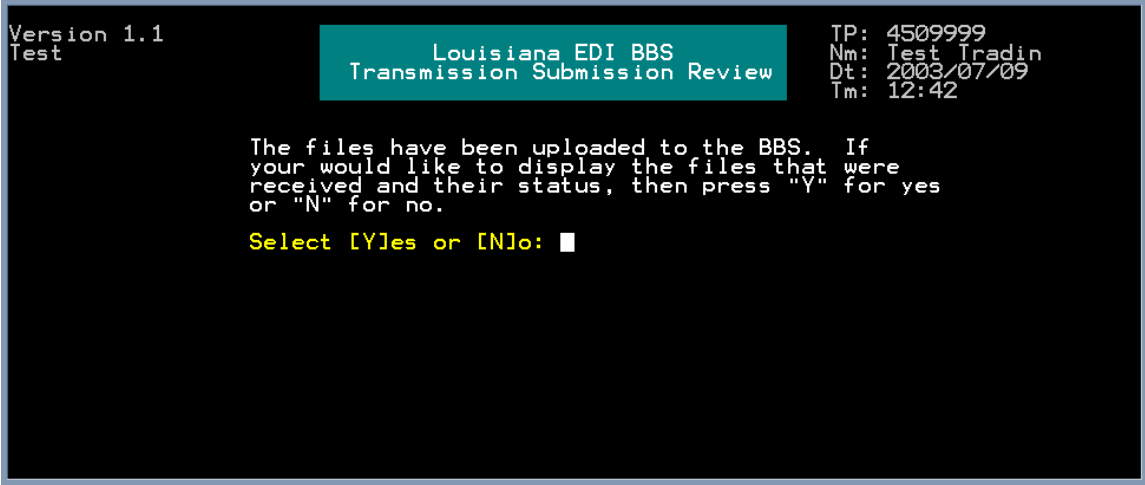 Version 1.1
Test
Louisiana EDI BBS
Transmission Submission Review
TP: 4509999
Nm: Test Tradin
Dt: 2003/07/09
Tm: 12:42
The files have been uploaded to the BBS.  If
your would like to display the files that were
received and their status, then press "Y" for yes
or "N" for no.
Select [Y]es or [N]o: